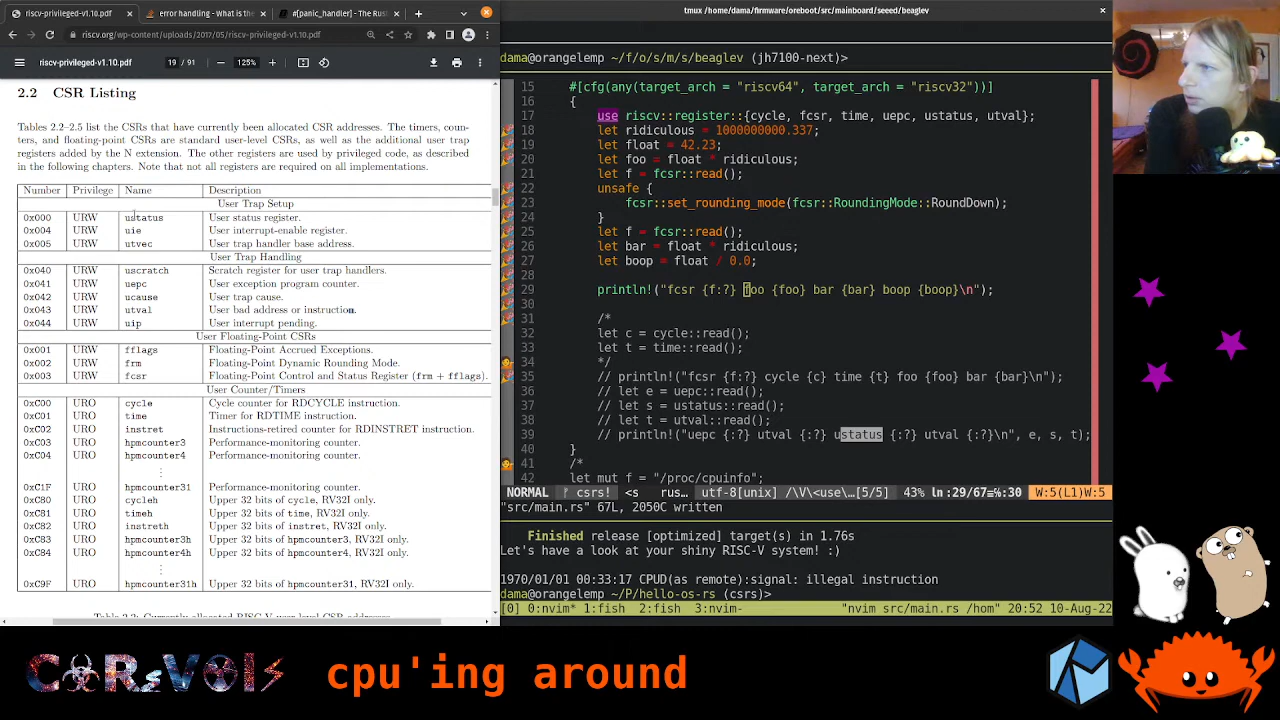 riscv-privileged-v1.10.pdf
error handling - What is the
#[panic_handler] - The Rus
riscv.org/wp-content/uploads/2017/05/riscv-privileged-v1.10.pdf
riscv-privileged-v1.10.pdf
19 / 91
125%
2.2 CSR Listing
Tables 2.2–2.5 list the CSRs that have currently been allocated CSR addresses. The timers, coun-
ters, and floating-point CSRs are standard user-level CSRs, as well as the additional user trap
registers added by the N extension. The other registers are used by privileged code, as described
in the following chapters. Note that not all registers are required on all implementations.
Number Privilege Name Description
User Trap Setup
0x000 URW ustatus User status register.
0x004 URW uie User interrupt-enable register.
0x005 URW utvec User trap handler base address.
User Trap Handling
0x040 URW uscratch Scratch register for user trap handlers.
0x041 URW uepc User exception program counter.
0x042 URW ucause User trap cause.
0x043 URW utval User bad address or instruction.
0x044 URW uip User interrupt pending.
User Floating-Point CSRs
0x001 URW fflags Floating-Point Accrued Exceptions.
0x002 URW frm Floating-Point Dynamic Rounding Mode.
0x003 URW fcsr Floating-Point Control and Status Register (frm + fflags).
User Counter/Timers
0xC00 URO cycle Cycle counter for RDCYCLE instruction.
0xC01 URO time Timer for RDTIME instruction.
0xC02 URO instret Instructions-retired counter for RDINSTRET instruction.
0xC03 URO hpmcounter3 Performance-monitoring counter.
0xC04 URO hpmcounter4 Performance-monitoring counter.
⋮ ⋮
0xC1F URO hpmcounter31 Performance-monitoring counter.
0xC80 URO cycleh Upper 32 bits of cycle, RV32I only.
0xC81 URO timeh Upper 32 bits of time, RV32I only.
0xC82 URO instreth Upper 32 bits of instret, RV32I only.
0xC83 URO hpmcounter3h Upper 32 bits of hpmcounter3, RV32I only.
0xC84 URO hpmcounter4h Upper 32 bits of hpmcounter4, RV32I only.
⋮ ⋮
0xC9F URO hpmcounter31h Upper 32 bits of hpmcounter31, RV32I only.
Table 2.2: Currently allocated RISC-V user-level CSR addresses.
tmux /home/dama/firmware/oreboot/src/mainboard/seeed/beaglev
dama@orangelemp ~/f/o/s/m/s/beaglev (jh7100-next)>
15 #[cfg(any(target_arch = "riscv64", target_arch = "riscv32"))]
16 {
17 use riscv::register::{cycle, fcsr, time, uepc, ustatus, utval};
18 let ridiculous = 1000000000.337;
19 let float = 42.23;
20 let foo = float * ridiculous;
21 let f = fcsr::read();
22 unsafe {
23 fcsr::set_rounding_mode(fcsr::RoundingMode::RoundDown);
24 }
25 let f = fcsr::read();
26 let bar = float * ridiculous;
27 let boop = float / 0.0;
28
29 println!("fcsr {f:?} foo {foo} bar {bar} boop {boop}\n");
30
31 /*
32 let c = cycle::read();
33 let t = time::read();
34 */
35 // println!("fcsr {f:?} cycle {c} time {t} foo {foo} bar {bar}\n");
36 // let e = uepc::read();
37 // let s = ustatus::read();
38 // let t = utval::read();
39 // println!("uepc {:?} utval {:?} ustatus {:?} utval {:?}\n", e, s, t);
40 }
41 /*
42 let mut f = "/proc/cpuinfo";
NORMAL csrs! <s rus… utf-8[unix] /\V\<use\…[5/5] 43% ln:29/67≡℅:30 W:5(L1)W:5
"src/main.rs" 67L, 2050C written
Finished release [optimized] target(s) in 1.76s
Let's have a look at your shiny RISC-V system! :)
1970/01/01 00:33:17 CPUD(as remote):signal: illegal instruction
dama@orangelemp ~/P/hello-os-rs (csrs)>
[0] 0:nvim* 1:fish 2:fish 3:nvim- "nvim src/main.rs /hom" 20:52 10-Aug-22
cpu'ing around